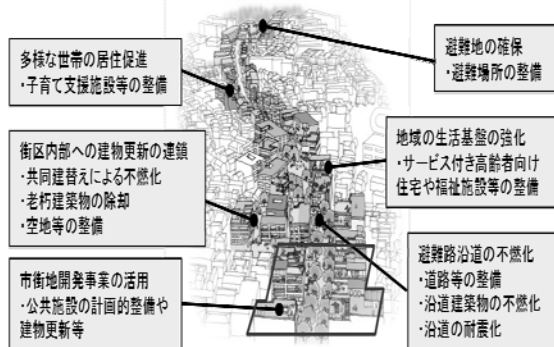 多様な世帯の居住促進
・子育て支援施設等の整備
街区内部への建物更新の連鎖
・共同建替えによる不燃化
・老朽建築物の除却
・空地等の整備
市街地開発事業の活用
・公共施設の計画的整備や
建物更新等
避難地の確保
・避難場所の整備
地域の生活基盤の強化
・サービス付き高齢者向け
住宅や福祉施設等の整備
避難路沿道の不燃化
・道路等の整備
・沿道建築物の不燃化
・沿道の耐震化